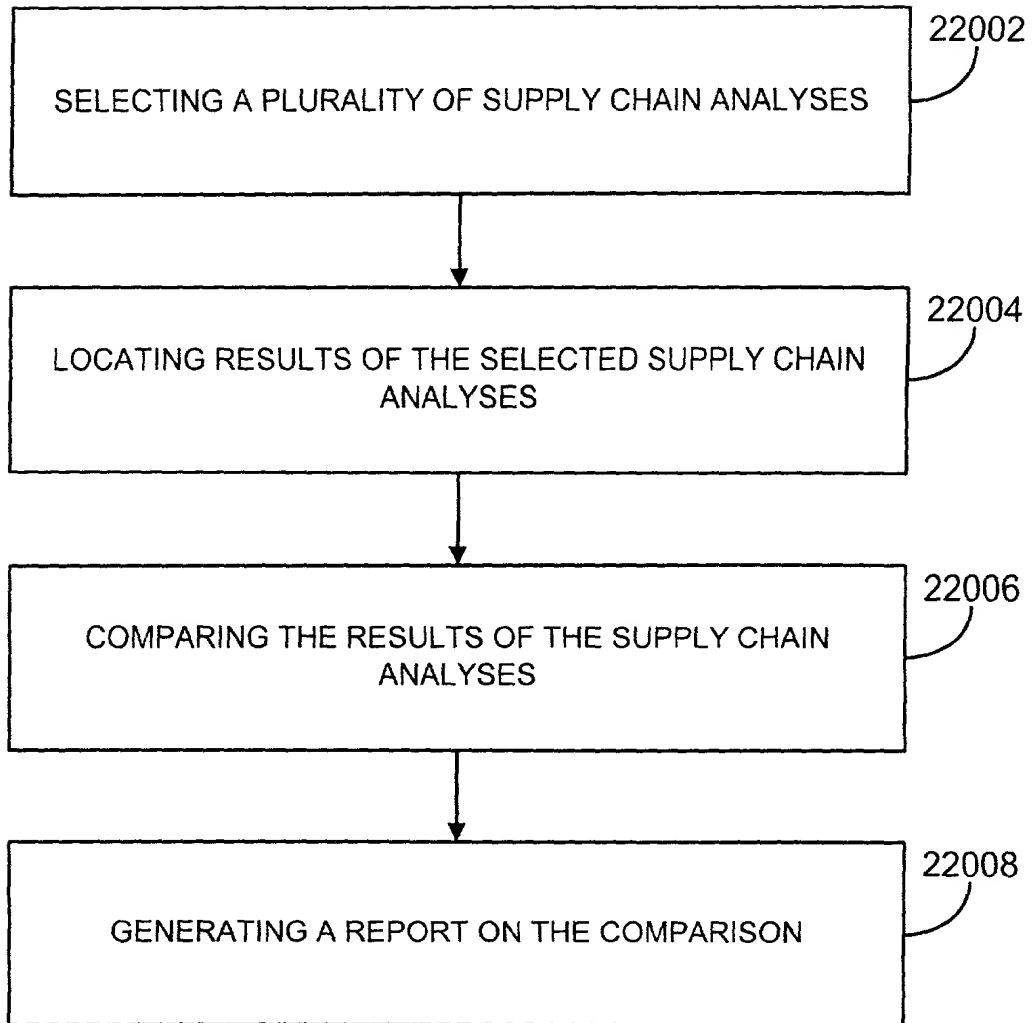 22002
SELECTING A PLURALITY OF SUPPLY CHAIN ANALYSES
22004
LOCATING RESULTS OF THE SELECTED SUPPLY CHAIN
ANALYSES
22006
COMPARING THE RESULTS OF THE SUPPLY CHAIN
ANALYSES
22008
GENERATING A REPORT ON THE COMPARISON